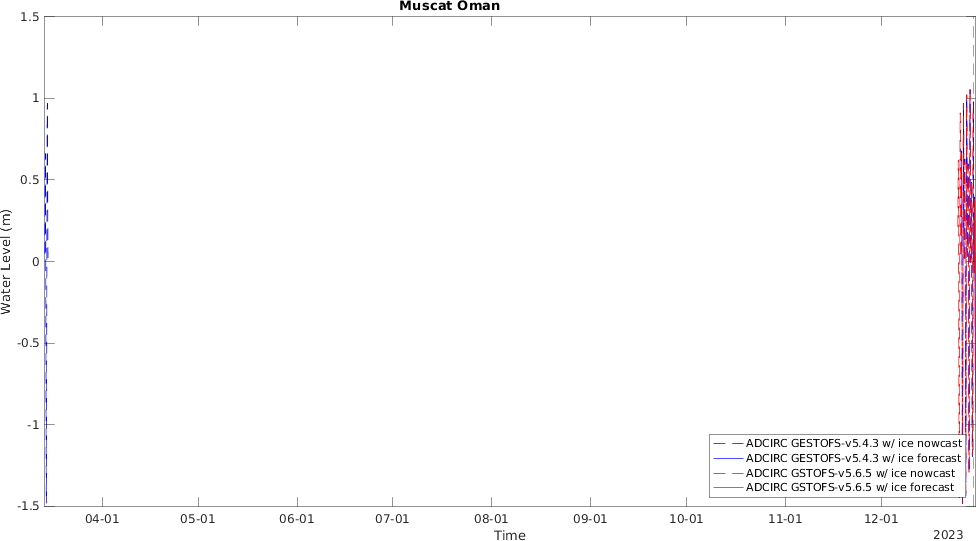 Muscat Oman
1.5
1
0.5
0
-0.5
-1
-1.5
Water Level (m)
ADCIRC GESTOFS-v5.4.3 w/ ice nowcast
ADCIRC GESTOFS-v5.4.3 w/ ice forecast
ADCIRC GSTOFS-v5.6.5 w/ ice nowcast
ADCIRC GSTOFS-v5.6.5 w/ ice forecast
04-01 05-01 06-01 07-01 08-01 09-01 10-01 11-01 12-01
Time
2023